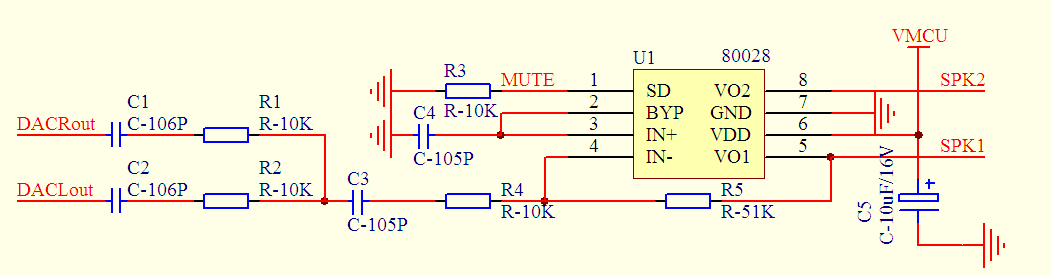 VMCU
U1 80028
R3 MUTE 1 SD VO2 8 SPK2
R-10K 2 BYP GND 7
C1 R1 C4 3 IN+ VDD 6
DACRout C-106P R-10K C-105P 4 IN- VO1 5 SPK1
C2 R2 C3 R4 R5
DACLout C-106P R-10K C-105P R-10K R-51K
C5
C-10uF/16V
+